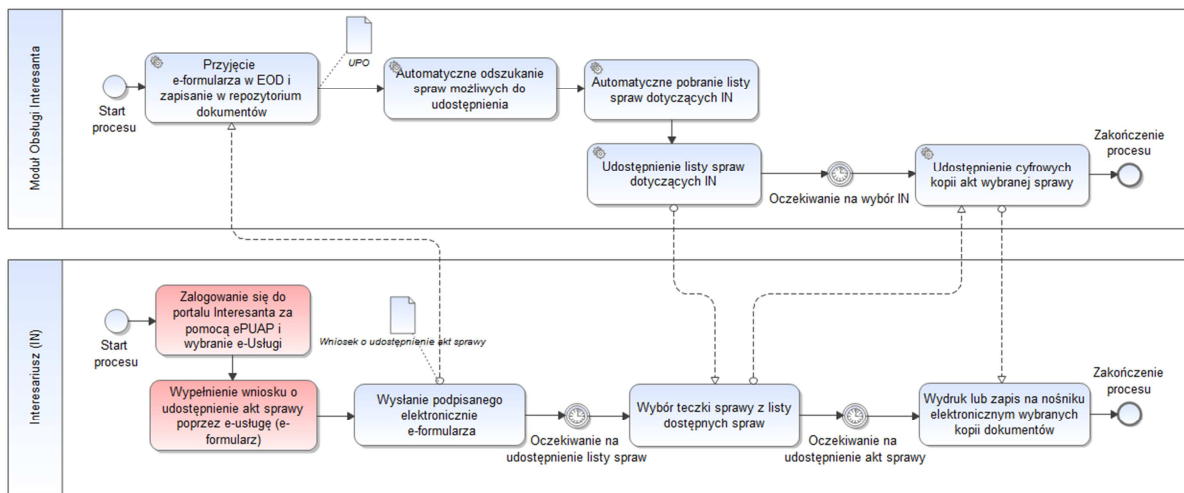 Moduł Obsługi Interesanta
Start
procesu
Przyjęcie
e-formularza w EOD i
zapisanie w repozytorium
dokumentów
UPO
Automatyczne odszukanie
spraw możliwych do
udostępnienia
Automatyczne pobranie listy
spraw dotyczących IN
Udostępnienie listy spraw
dotyczących IN
Oczekiwanie na wybór IN
Udostępnienie cyfrowych
kopii akt wybranej sprawy
Zakończenie
procesu
Interesariusz (IN)
Start
procesu
Zalogowanie się do
portalu Interesanta za
pomocą ePUAP i
wybranie e-Usługi
Wypełnienie wniosku o
udostępnienie akt sprawy
poprzez e-usługę (e-
formularz)
Wniosek o udostępnienie akt sprawy
Wysłanie podpisanego
elektronicznie
e-formularza
Oczekiwanie na
udostępnienie listy spraw
Wybór teczki sprawy z listy
dostępnych spraw
Oczekiwanie na
udostępnienie akt sprawy
Wydruk lub zapis na nośniku
elektronicznym wybranych
kopii dokumentów
Zakończenie
procesu